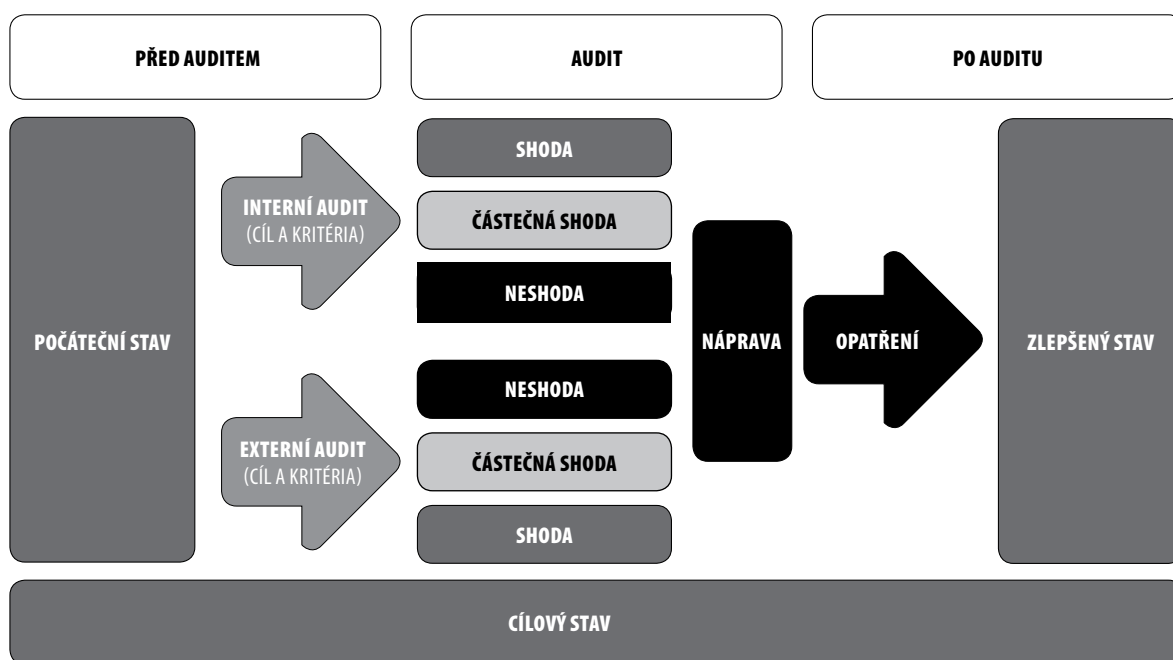 PŘED AUDITEM
AUDIT
PO AUDITU
POČÁTEČNÍ STAV
INTERNÍ AUDIT
(CÍL A KRITÉRIA)
EXTERNÍ AUDIT
(CÍL A KRITÉRIA)
SHODA
ČÁSTEČNÁ SHODA
NESHODA
NESHODA
ČÁSTEČNÁ SHODA
SHODA
NÁPRAVA
OPATŘENÍ
ZLEPŠENÝ STAV
CÍLOVÝ STAV